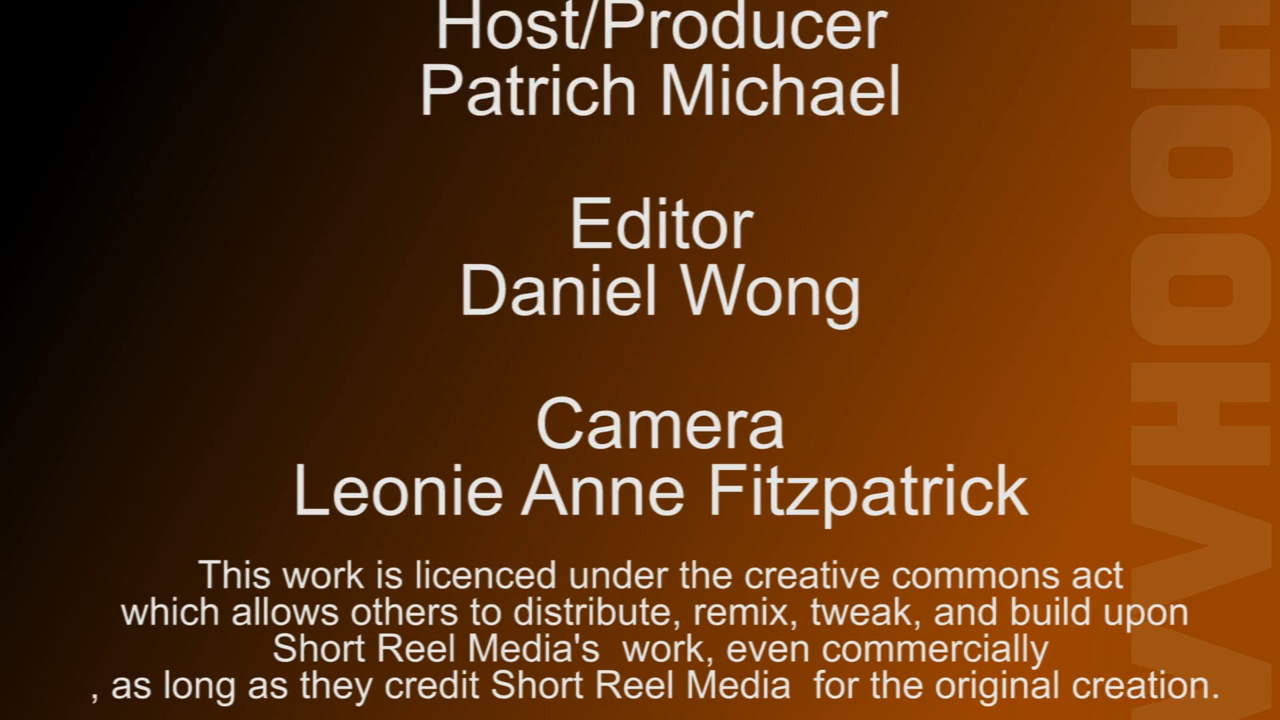 Host/Producer
Patrich Michael
Editor
Daniel Wong
Camera
Leonie Anne Fitzpatrick
This work is licenced under the creative commons act
which allows others to distribute, remix, tweak, and build upon
Short Reel Media's  work, even commercially
, as long as they credit Short Reel Media  for the original creation.
WHOOH